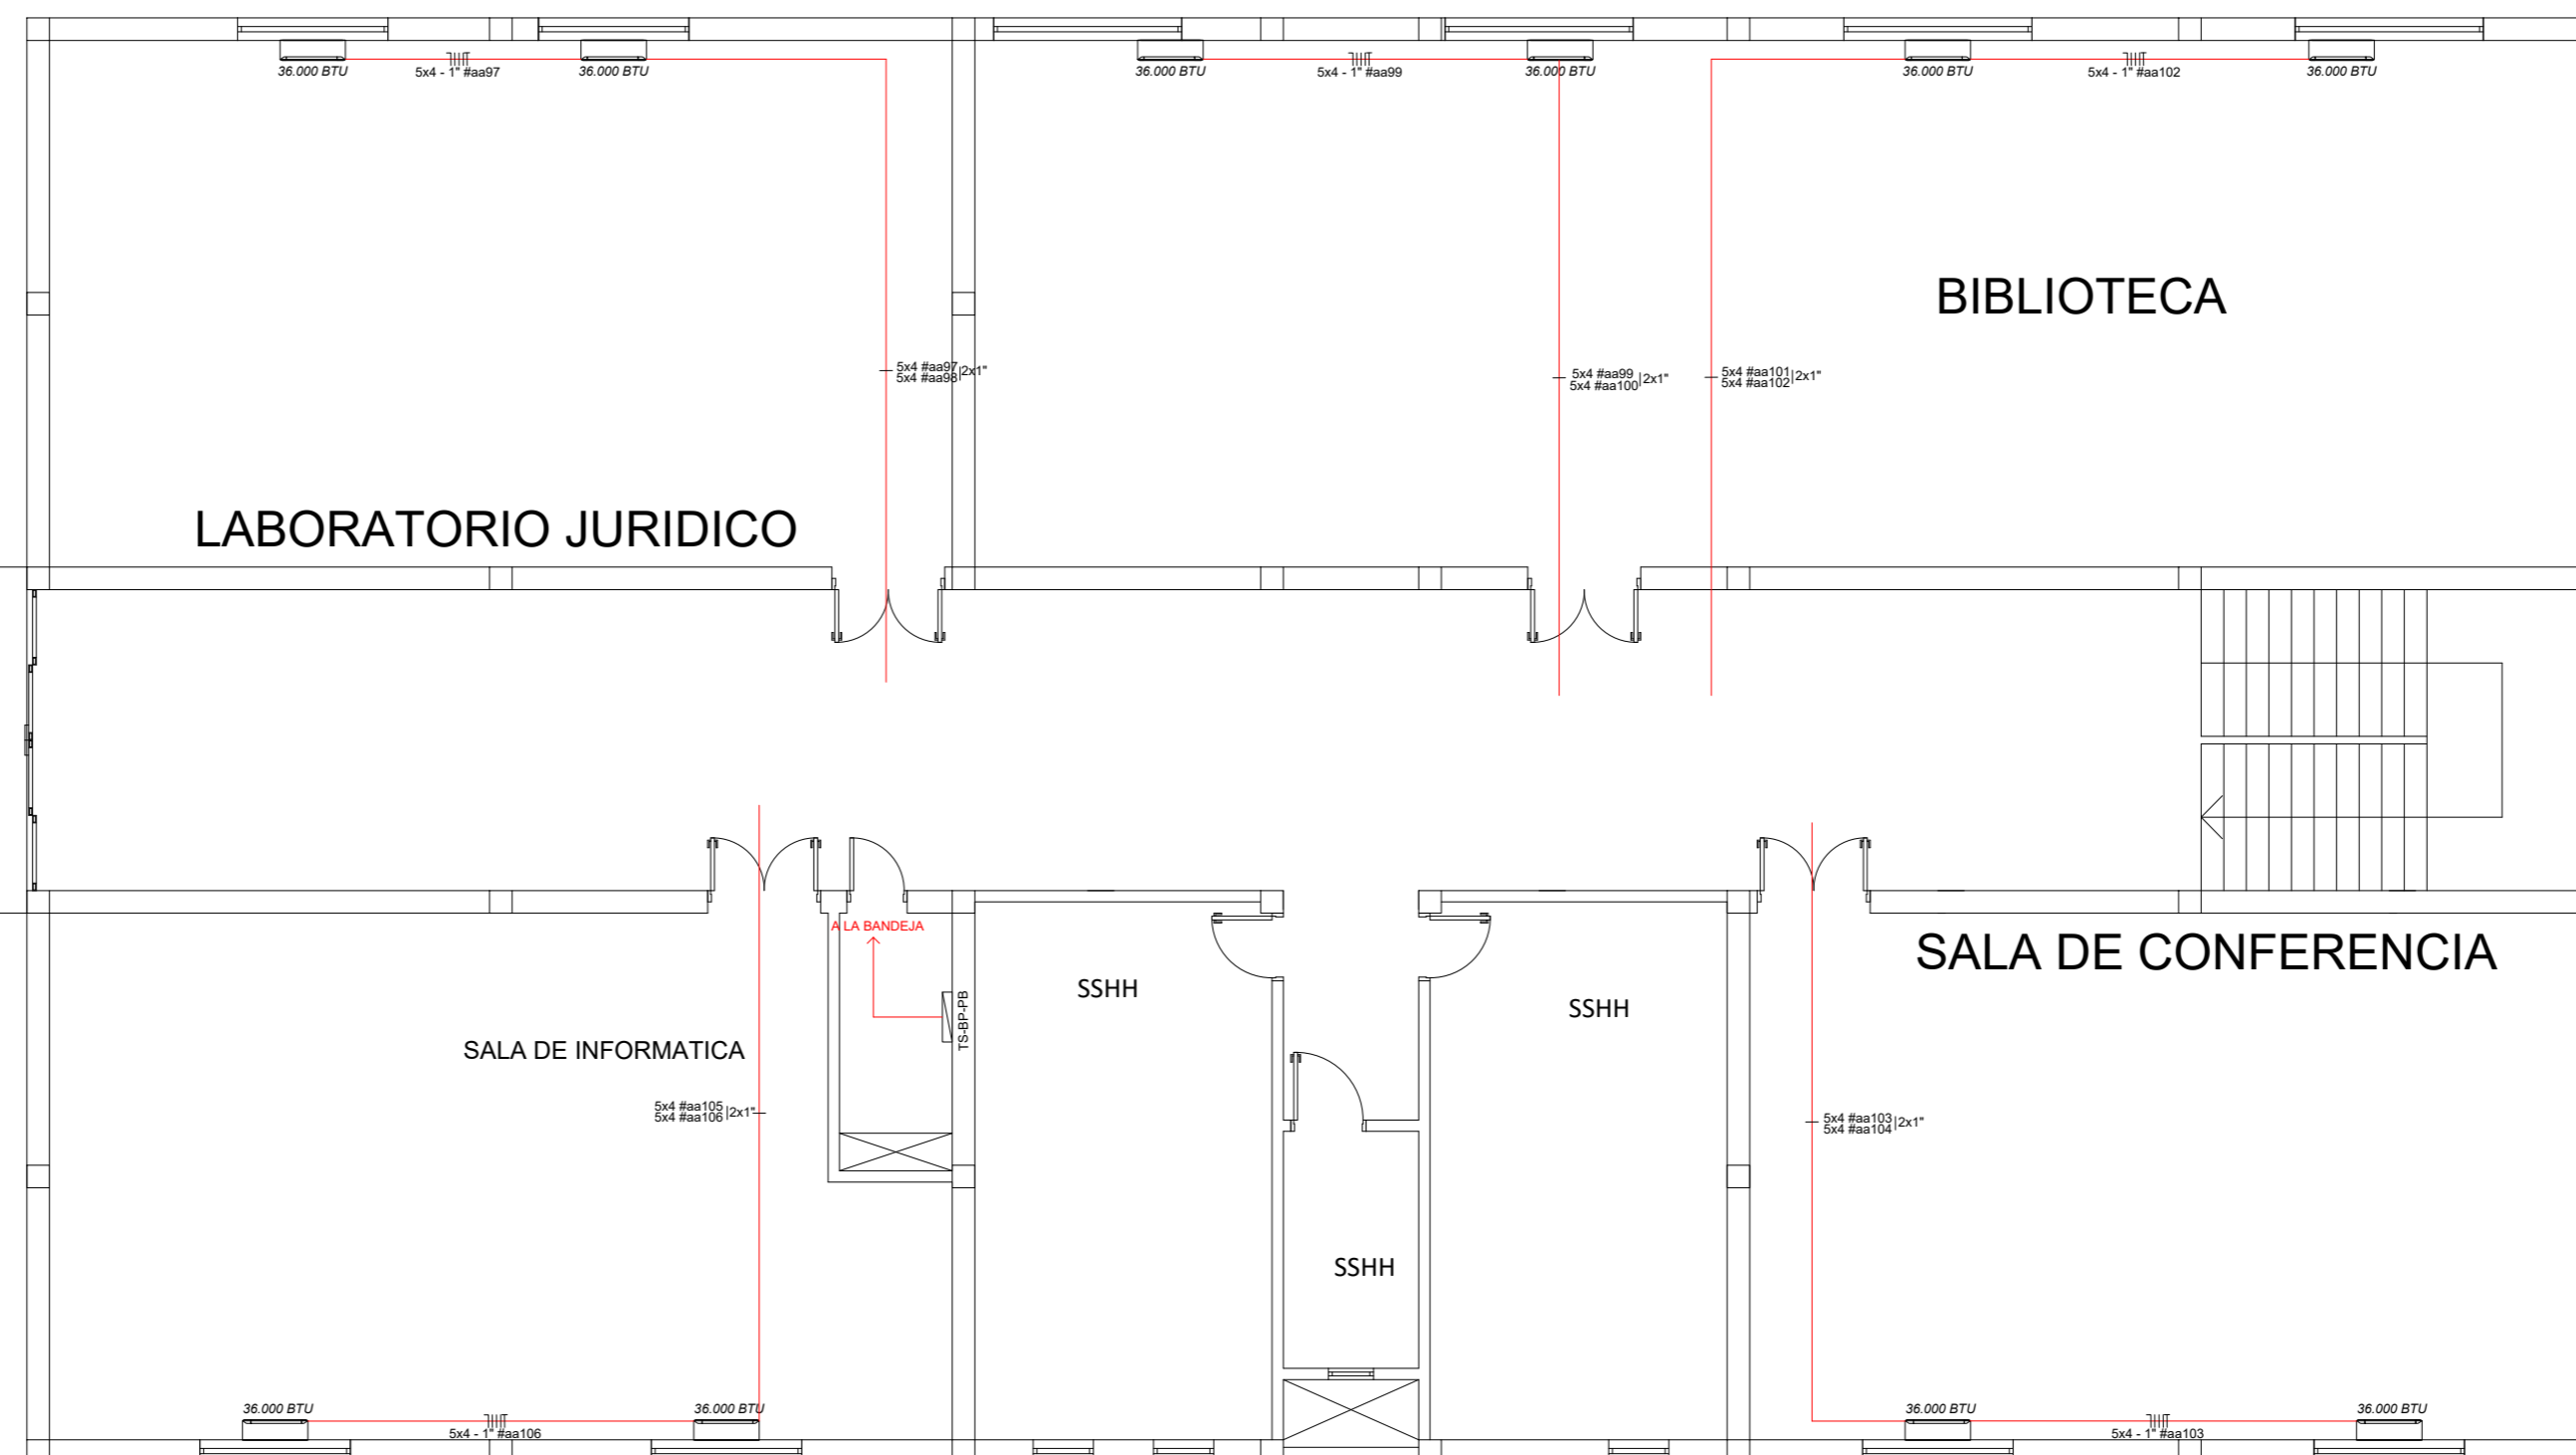 36.000 BTU
5x4 - 1" #aa97
36.000 BTU
36.000 BTU
5x4 - 1" #aa99
36.000 BTU
36.000 BTU
5x4 - 1" #aa102
36.000 BTU
BIBLIOTECA
5x4 #aa97
5x4 #aa98
|2x1"
5x4 #aa99
5x4 #aa100
|2x1"
5x4 #aa101
5x4 #aa102
|2x1"
LABORATORIO JURIDICO
A LA BANDEJA
SALA DE CONFERENCIA
SSHH
SSHH
TS-BP-PB
SALA DE INFORMATICA
5x4 #aa105
5x4 #aa106
|2x1"
5x4 #aa103
5x4 #aa104
|2x1"
SSHH
36.000 BTU
5x4 - 1" #aa106
36.000 BTU
36.000 BTU
5x4 - 1" #aa103
36.000 BTU